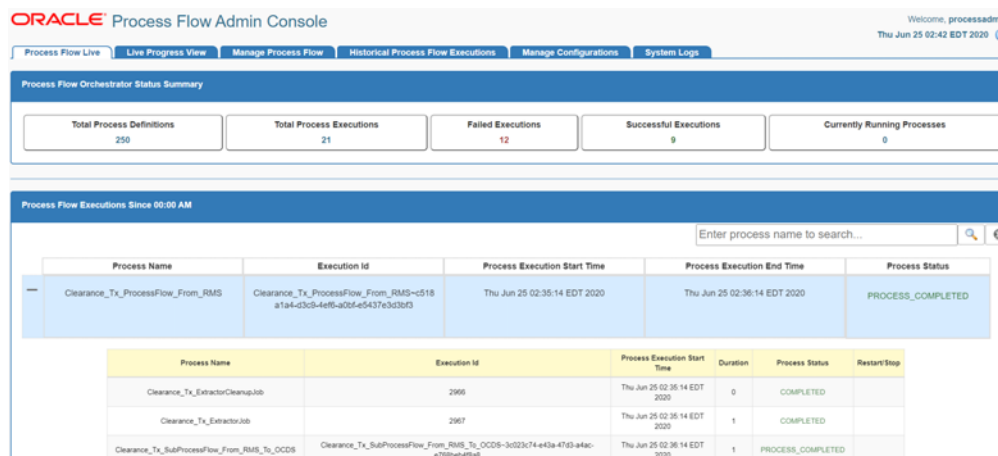 ORACLE Process Flow Admin Console
Welcome, processadm
Thu Jun 25 02:42 EDT 2020
Process Flow Live
Live Progress View
Manage Process Flow
Historical Process Flow Executions
Manage Configurations
System Logs
Process Flow Orchestrator Status Summary
Total Process Definitions
250
Total Process Executions
21
Failed Executions
12
Successful Executions
9
Currently Running Processes
0
Process Flow Executions Since 00:00 AM
Enter process name to search...
Process Name Execution Id Process Execution Start Time Process Execution End Time Process Status
Clearance_Tx_ProcessFlow_From_RMS Clearance_Tx_ProcessFlow_From_RMS~c518 Thu Jun 25 02:35:14 EDT 2020 Thu Jun 25 02:36:14 EDT 2020 PROCESS_COMPLETED
a1a4-d3c9-4ef6-a0bf-e5437e3d3bf3
Process Name Execution Id Process Execution Start Duration Process Status Restart/Stop
Time
Clearance_Tx_ExtractorCleanupJob 2966 Thu Jun 25 02:35:14 EDT 0 COMPLETED
2020
Clearance_Tx_ExtractorJob 2967 Thu Jun 25 02:35:14 EDT 1 COMPLETED
2020
Clearance_Tx_SubProcessFlow_From_RMS_To_OCDS Clearance_Tx_SubProcessFlow_From_RMS_To_OCDS~3c023c74-e43a-47d3-a4ac- Thu Jun 25 02:36:14 EDT 1 PROCESS_COMPLETED
2020